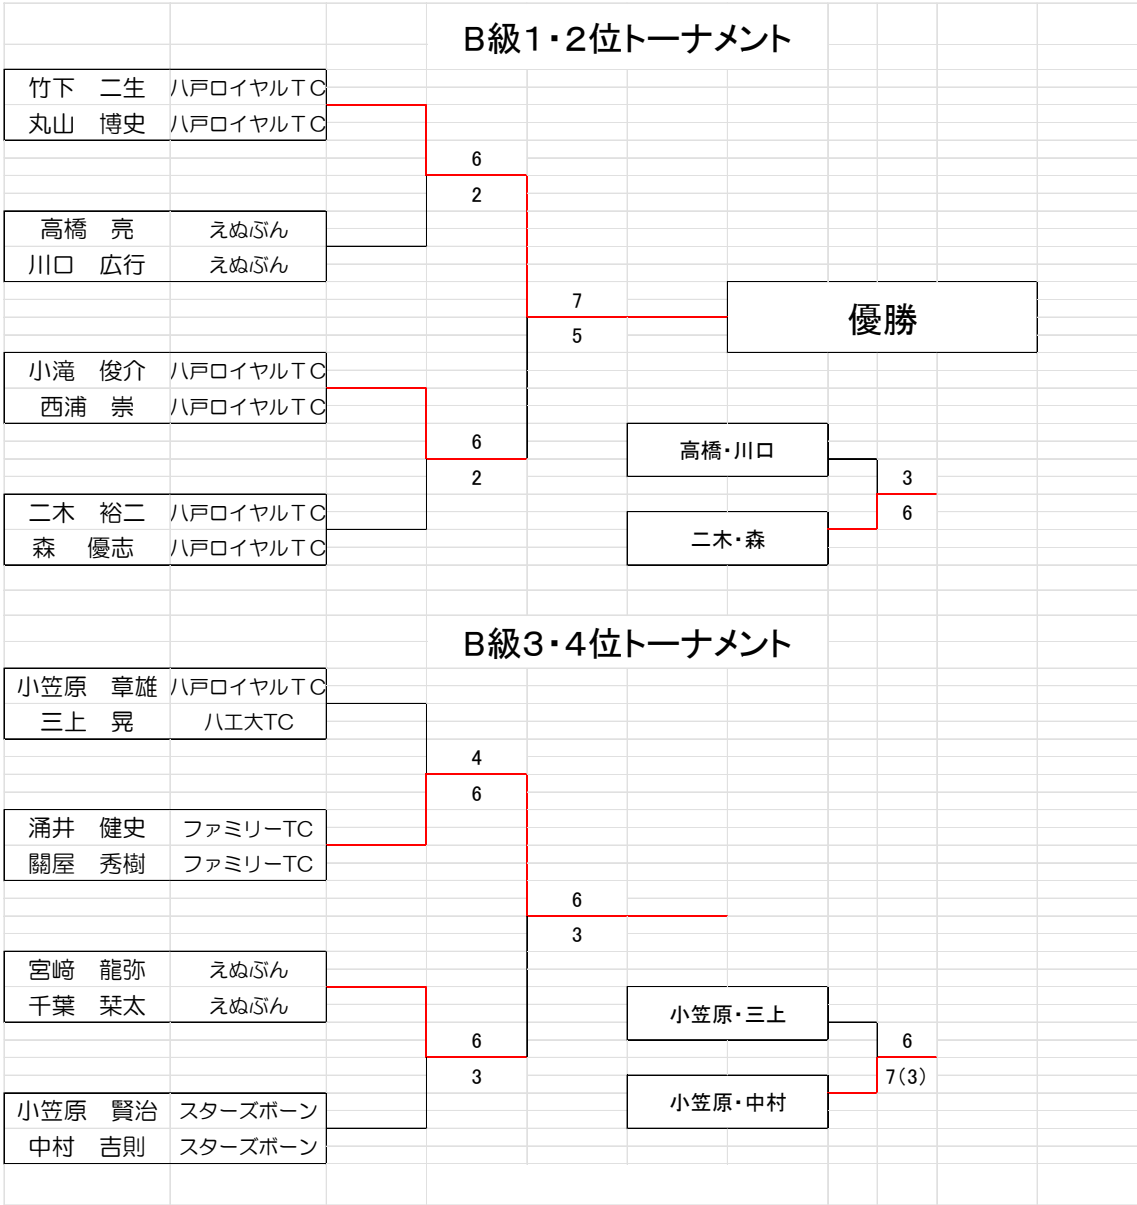 B級1・2位トーナメント
竹下 二生 八戸ロイヤルTC
丸山 博史 八戸ロイヤルTC
6
2
高橋 亮 えぬぶん
川口 広行 えぬぶん
7
5
優勝
小滝 俊介 八戸ロイヤルTC
西浦 崇 八戸ロイヤルTC
6
2
高橋・川口
3
6
二木・森
二木 裕二 八戸ロイヤルTC
森 優志 八戸ロイヤルTC
B級3・4位トーナメント
小笠原 章雄 八戸ロイヤルTC
三上 晃 八工大TC
4
6
涌井 健史 ファミリーTC
關屋 秀樹 ファミリーTC
6
3
宮﨑 龍弥 えぬぶん
千葉 栞太 えぬぶん
6
3
小笠原・三上
6
7(3)
小笠原・中村
小笠原 賢治 スターズボーン
中村 吉則 スターズボーン